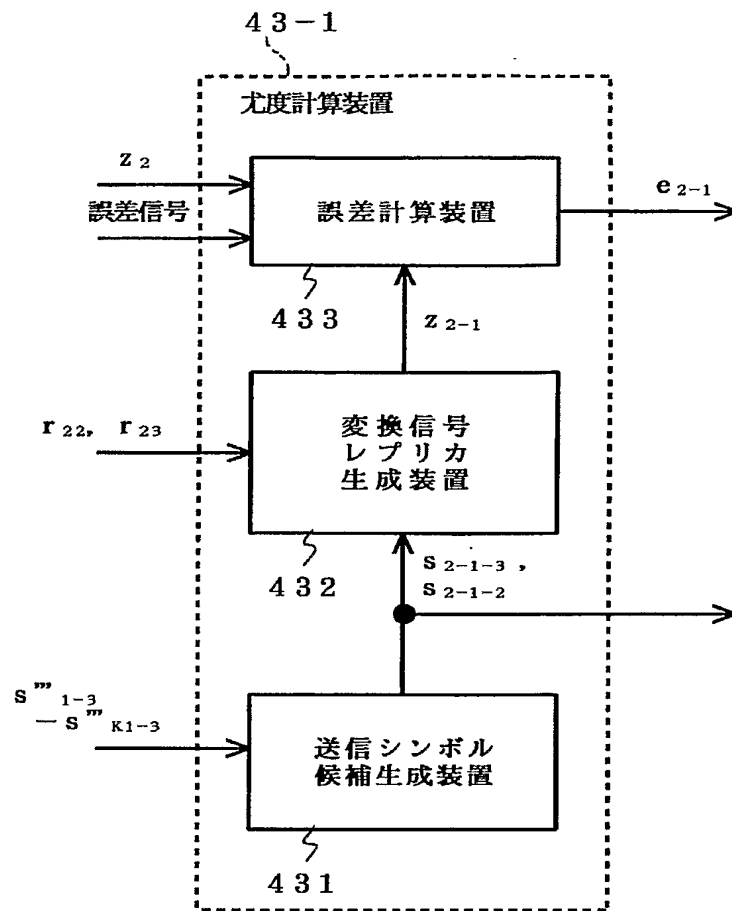 43-1
尤度計算装置
z₂
誤差信号
誤差計算装置
e₂₋₁
433
z₂₋₁
r₂₂, r₂₃
変換信号
レプリカ
生成装置
432
s₂₋₁₋₃,
s₂₋₁₋₂
s'''₁₋₃
—s'''K₁₋₃
送信シンボル
候補生成装置
431